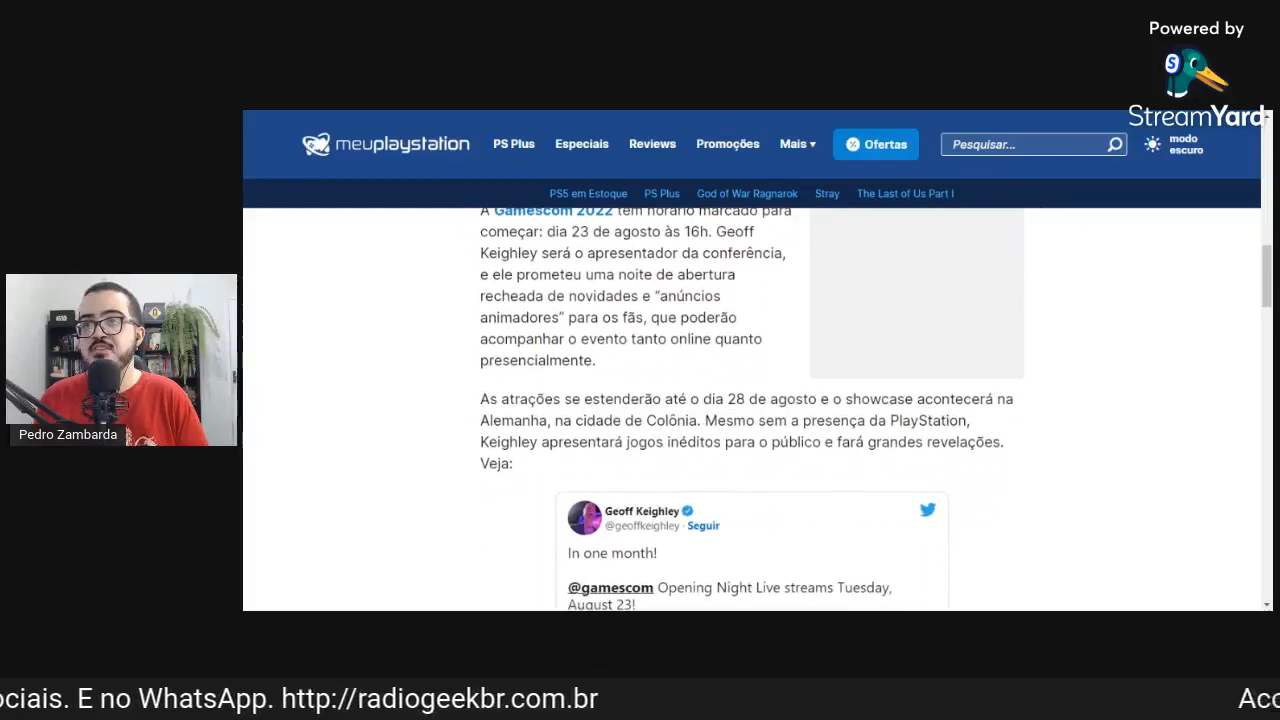 Powered by
StreamYard
meuplaystation
PS Plus Especiais Reviews Promoções Mais ▾ Ofertas Pesquisar... modo escuro
PS5 em Estoque PS Plus God of War Ragnarok Stray The Last of Us Part I
A Gamescom 2022 tem horário marcado para
começar: dia 23 de agosto às 16h. Geoff
Keighley será o apresentador da conferência,
e ele prometeu uma noite de abertura
recheada de novidades e “anúncios
animadores” para os fãs, que poderão
acompanhar o evento tanto online quanto
presencialmente.
As atrações se estenderão até o dia 28 de agosto e o showcase acontecerá na
Alemanha, na cidade de Colônia. Mesmo sem a presença da PlayStation,
Keighley apresentará jogos inéditos para o público e fará grandes revelações.
Veja:
Geoff Keighley
@geoffkeighley · Seguir
In one month!
@gamescom Opening Night Live streams Tuesday,
August 23!
Pedro Zambarda
ociais. E no WhatsApp. http://radiogeekbr.com.br
Acc